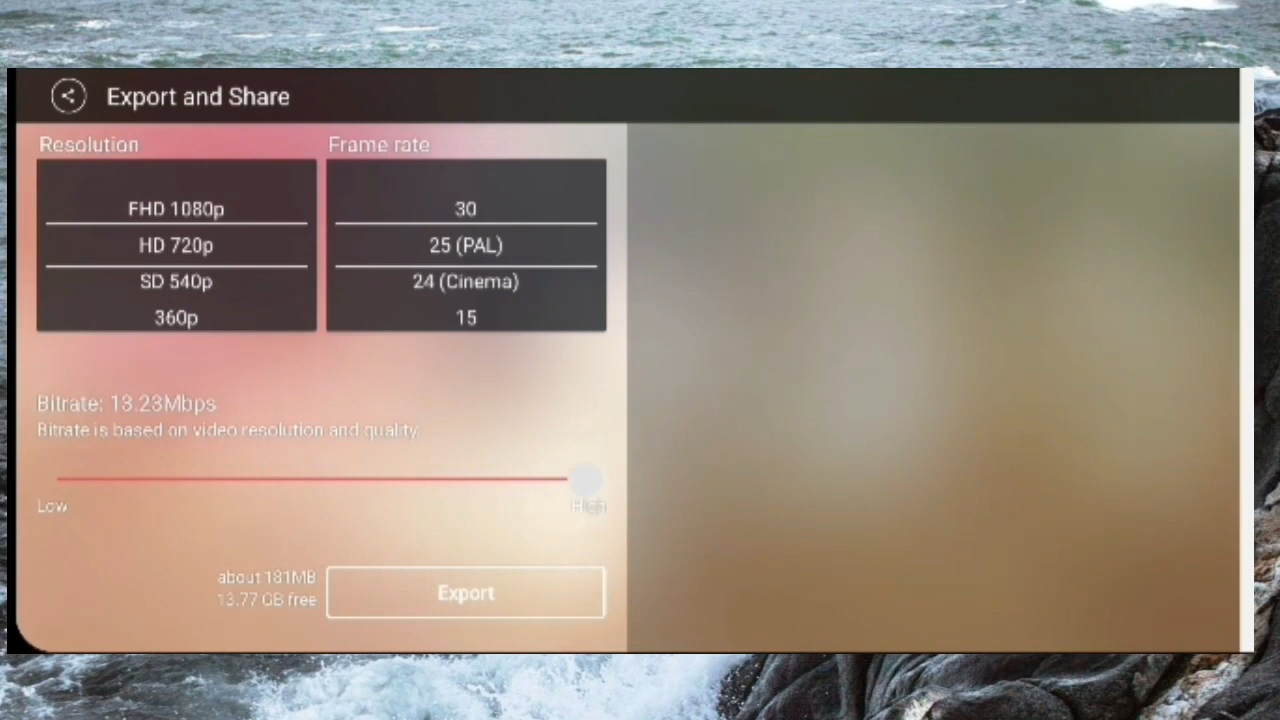 Export and Share
Resolution
Frame rate
FHD 1080p
HD 720p
SD 540p
360p
30
25 (PAL)
24 (Cinema)
15
Bitrate: 13.23Mbps
Bitrate is based on video resolution and quality.
Low
High
about 181MB
13.77 GB free
Export